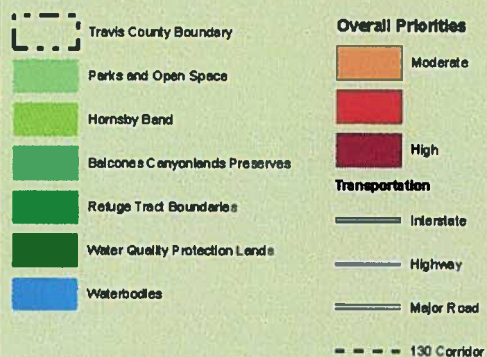 Travis County Boundary
Parks and Open Space
Hornsby Bend
Balcones Canyonlands Preserves
Refuge Tract Boundaries
Water Quality Protection Lands
Waterbodies
Overall Priorities
Moderate
High
Transportation
Interstate
Highway
Major Road
130 Corridor